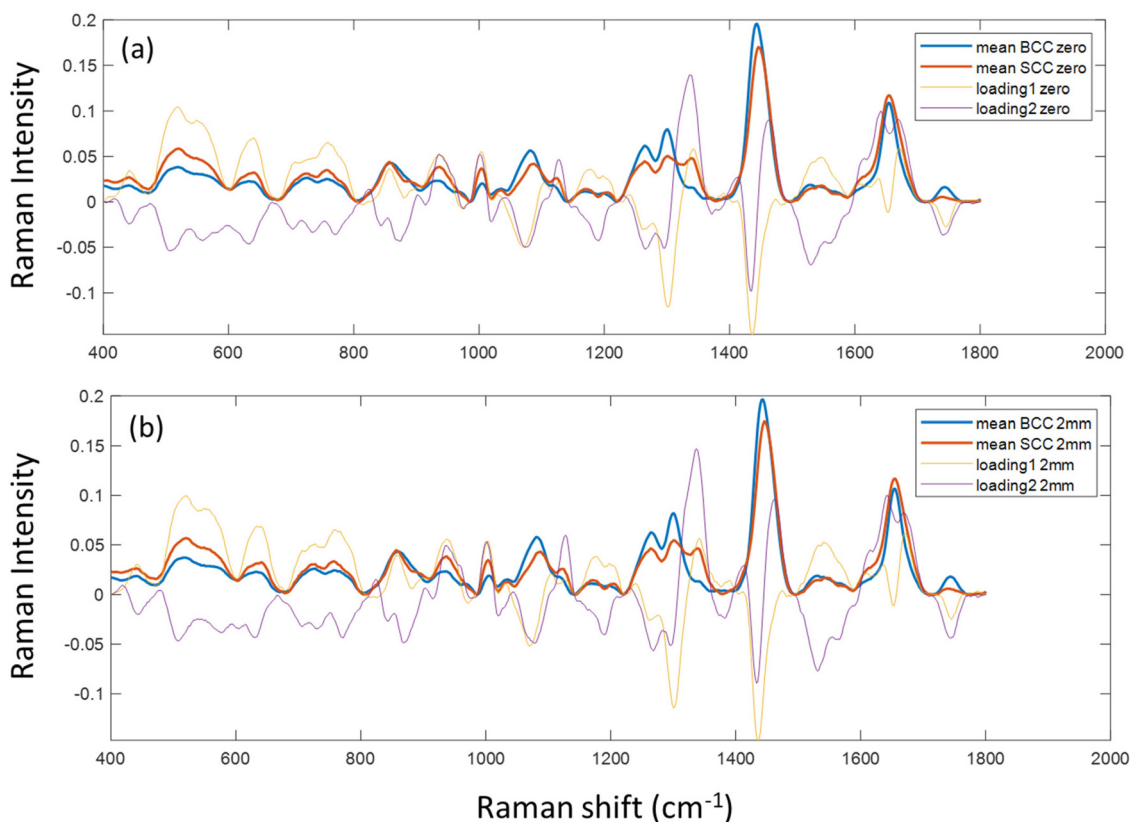 (a)
Raman Intensity
0.2
0.15
0.1
0.05
0
-0.05
-0.1
mean BCC zero
mean SCC zero
loading1 zero
loading2 zero
400 600 800 1000 1200 1400 1600 1800 2000
(b)
Raman Intensity
0.2
0.15
0.1
0.05
0
-0.05
-0.1
mean BCC 2mm
mean SCC 2mm
loading1 2mm
loading2 2mm
400 600 800 1000 1200 1400 1600 1800 2000
Raman shift (cm⁻¹)